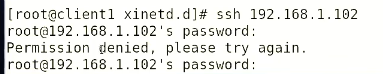 [root@client1 xinetd.d]# ssh 192.168.1.102
root@192.168.1.102's password:
Permission denied, please try again.
root@192.168.1.102's password: